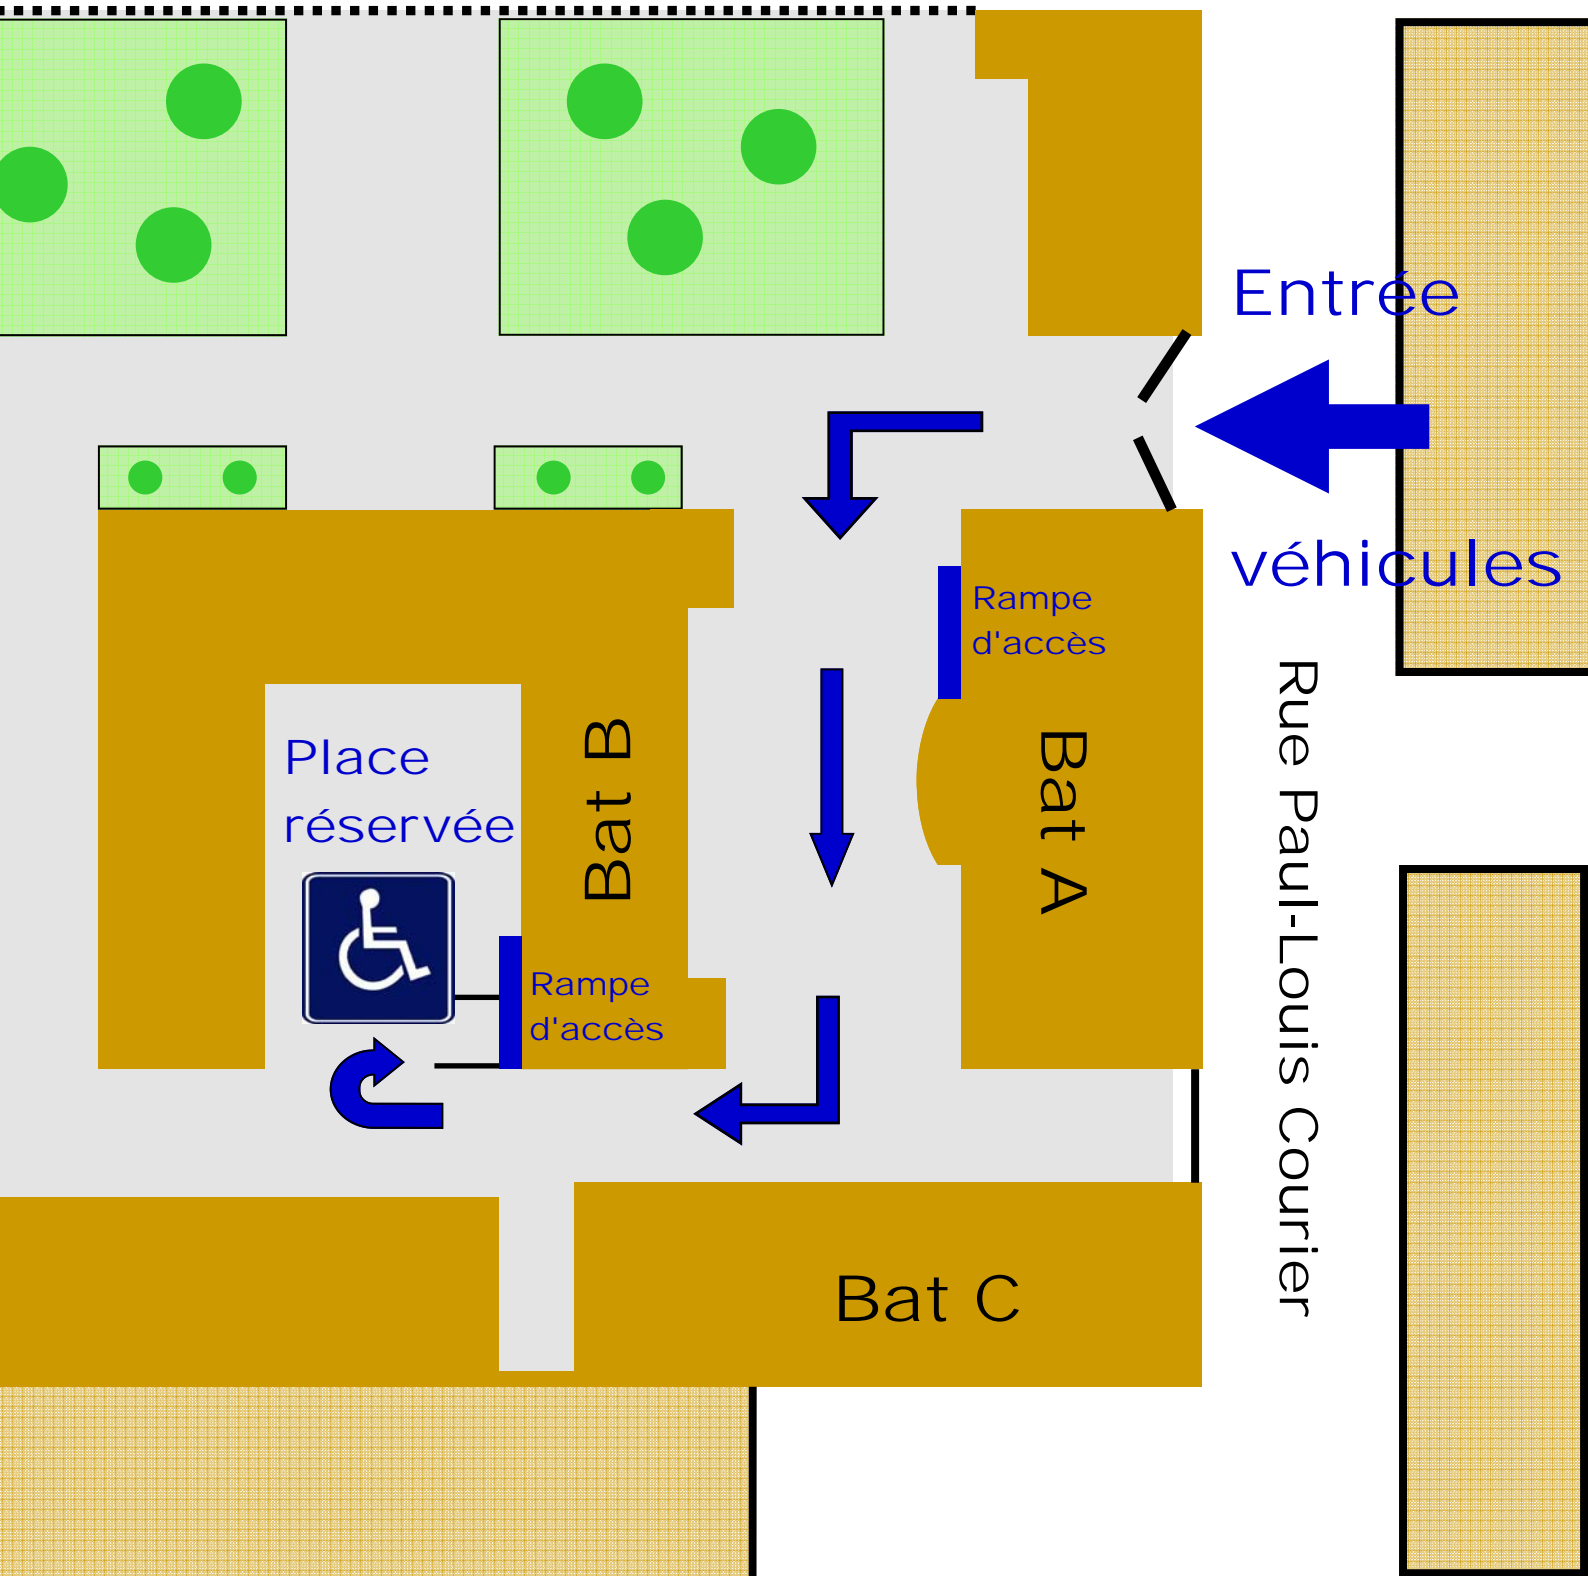 Entrée
véhicules
Rampe
d'accès
Rue Paul-Louis Courier
Bat A
Bat B
Place
réservée
Rampe
d'accès
Bat C